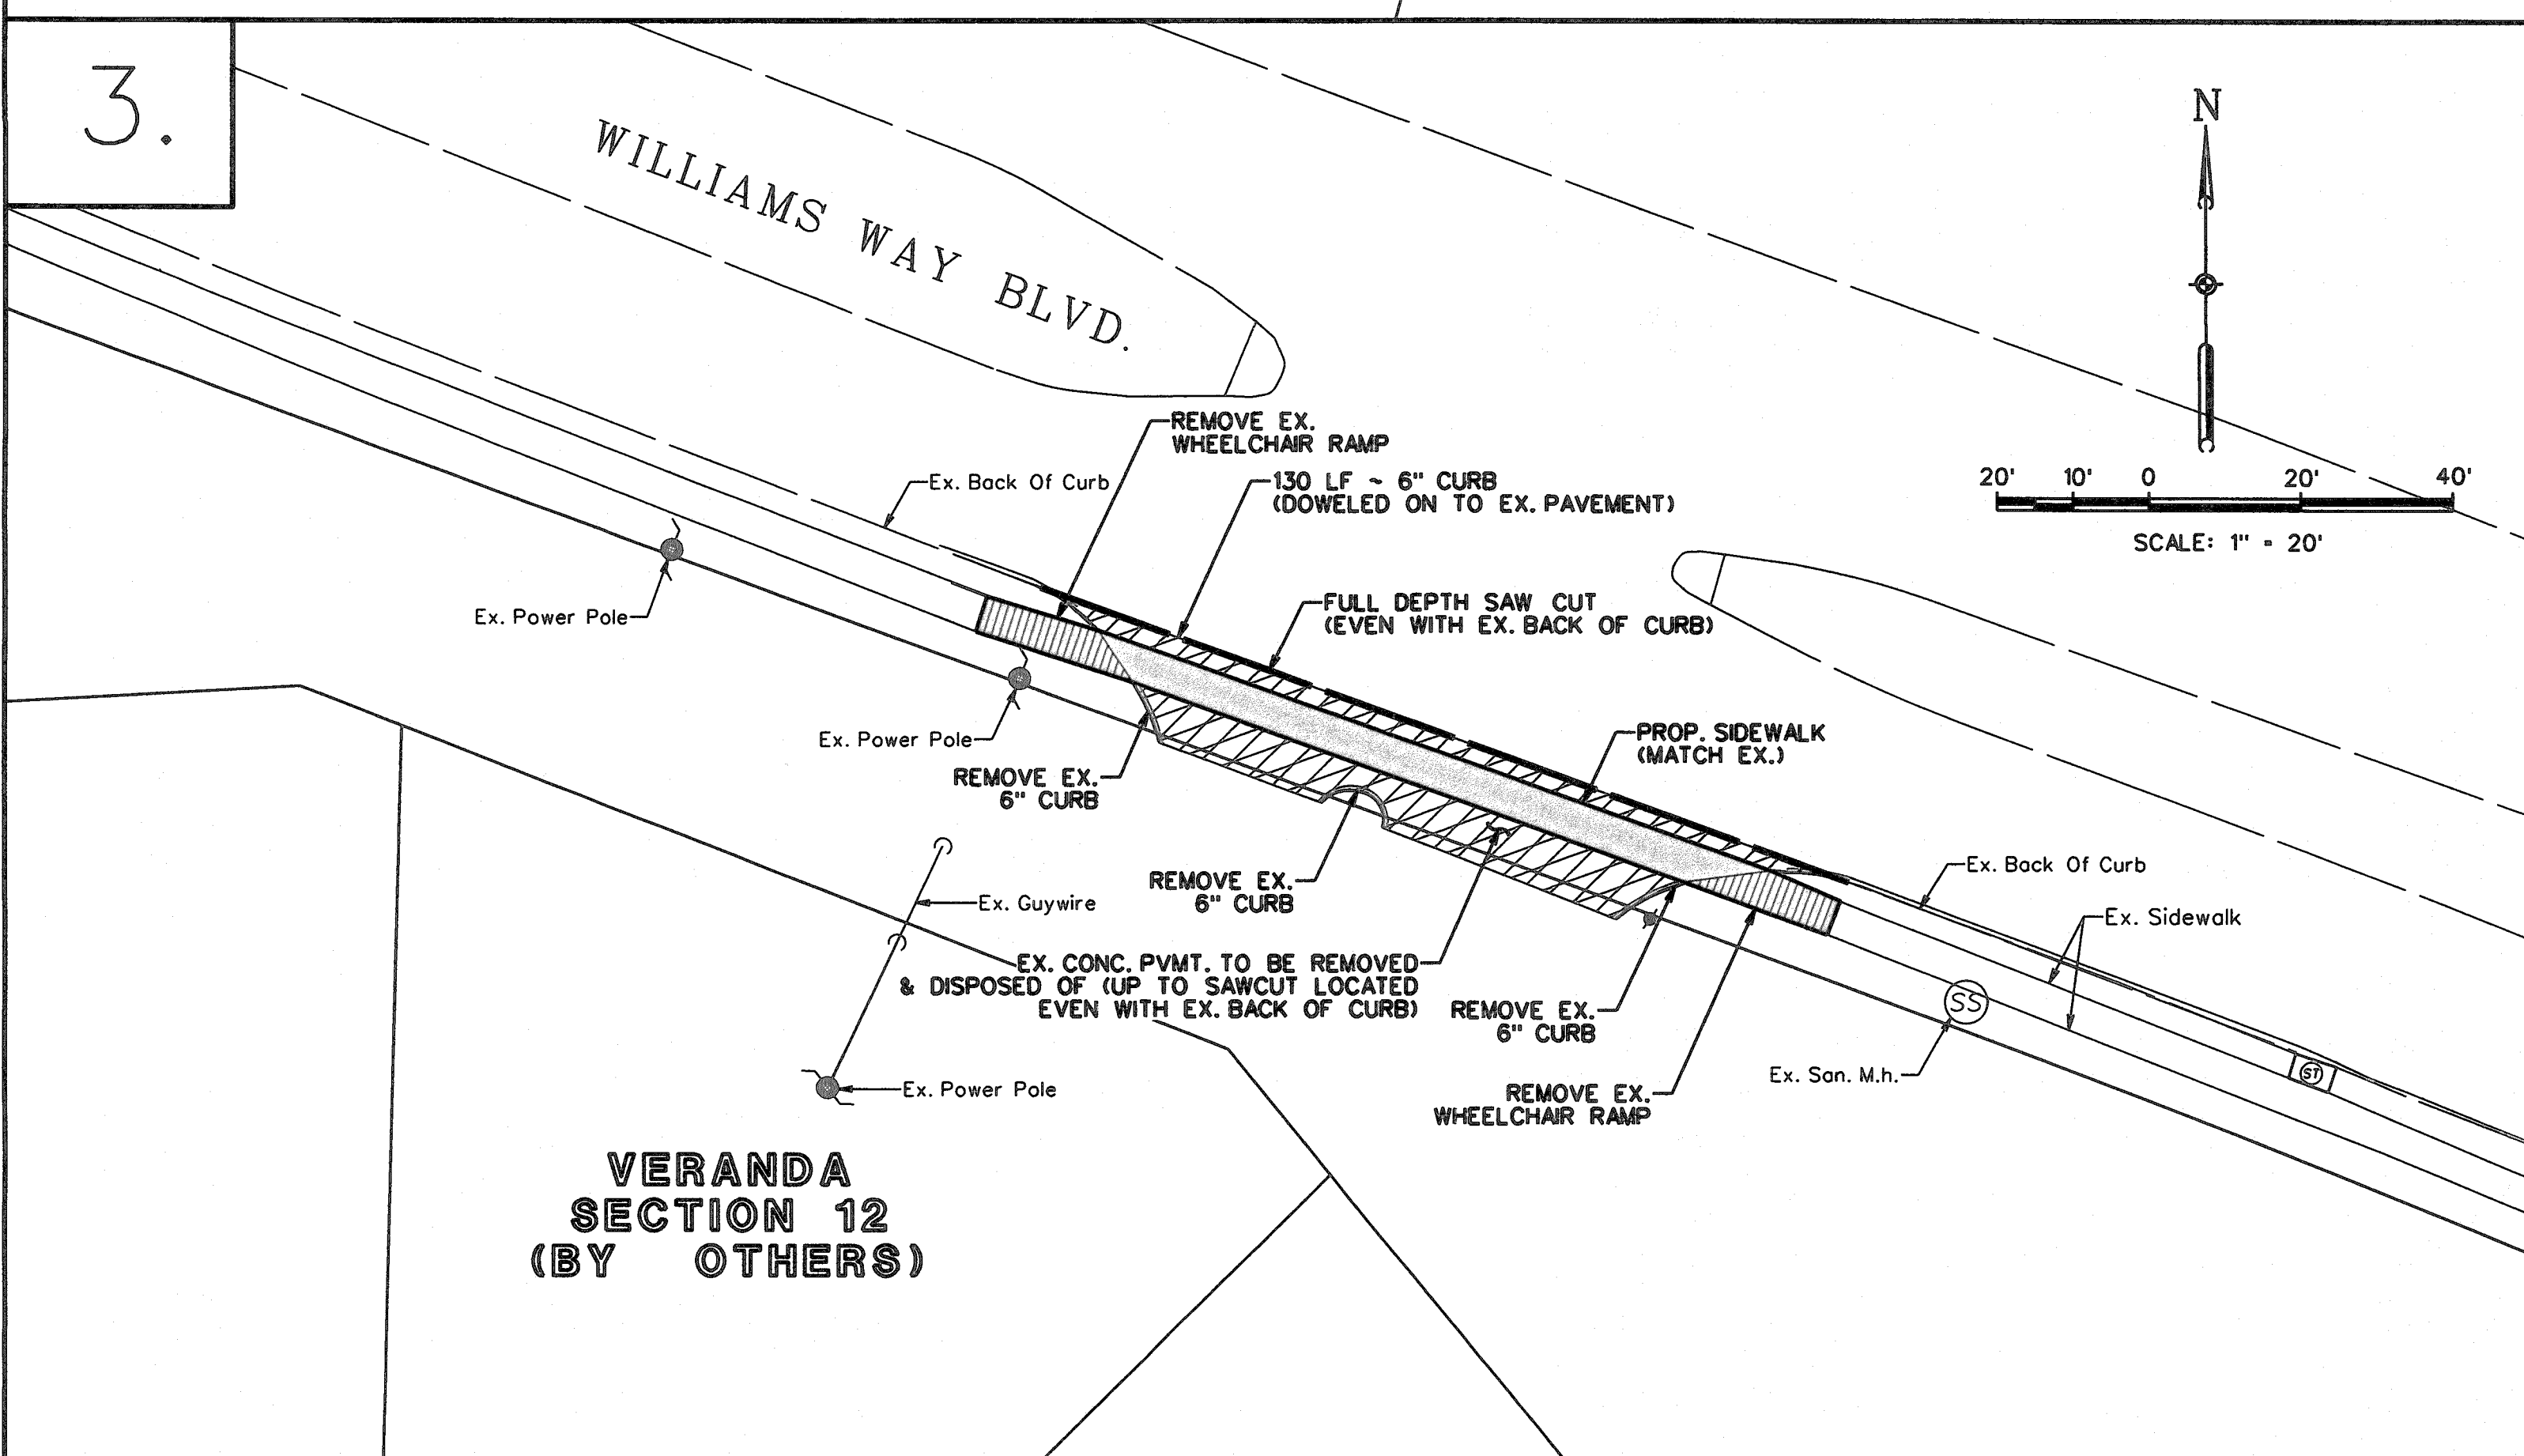 3.
WILLIAMS WAY BLVD.
N
20' 10' 0 20' 40'
SCALE: 1" = 20'
REMOVE EX.
WHEELCHAIR RAMP
Ex. Back Of Curb
130 LF ~ 6" CURB
(DOWELED ON TO EX. PAVEMENT)
FULL DEPTH SAW CUT
(EVEN WITH EX. BACK OF CURB)
Ex. Power Pole
Ex. Power Pole
PROP. SIDEWALK
(MATCH EX.)
REMOVE EX.
6" CURB
REMOVE EX.
6" CURB
Ex. Guywire
Ex. Back Of Curb
Ex. Sidewalk
EX. CONC. PVMT. TO BE REMOVED
& DISPOSED OF (UP TO SAWCUT LOCATED
EVEN WITH EX. BACK OF CURB)
REMOVE EX.
6" CURB
SS
Ex. San. M.h.
ST
Ex. Power Pole
REMOVE EX.
WHEELCHAIR RAMP
VERANDA
SECTION 12
(BY OTHERS)